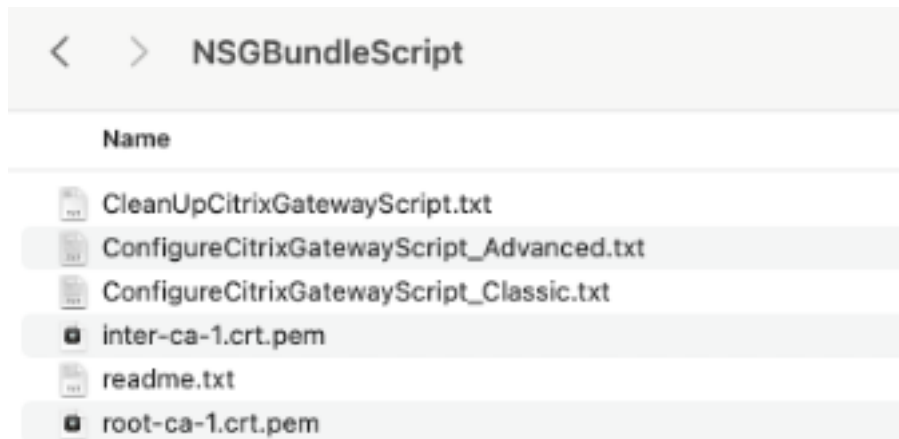 NSGBundleScript
Name
CleanUpCitrixGatewayScript.txt
ConfigureCitrixGatewayScript_Advanced.txt
ConfigureCitrixGatewayScript_Classic.txt
inter-ca-1.crt.pem
readme.txt
root-ca-1.crt.pem